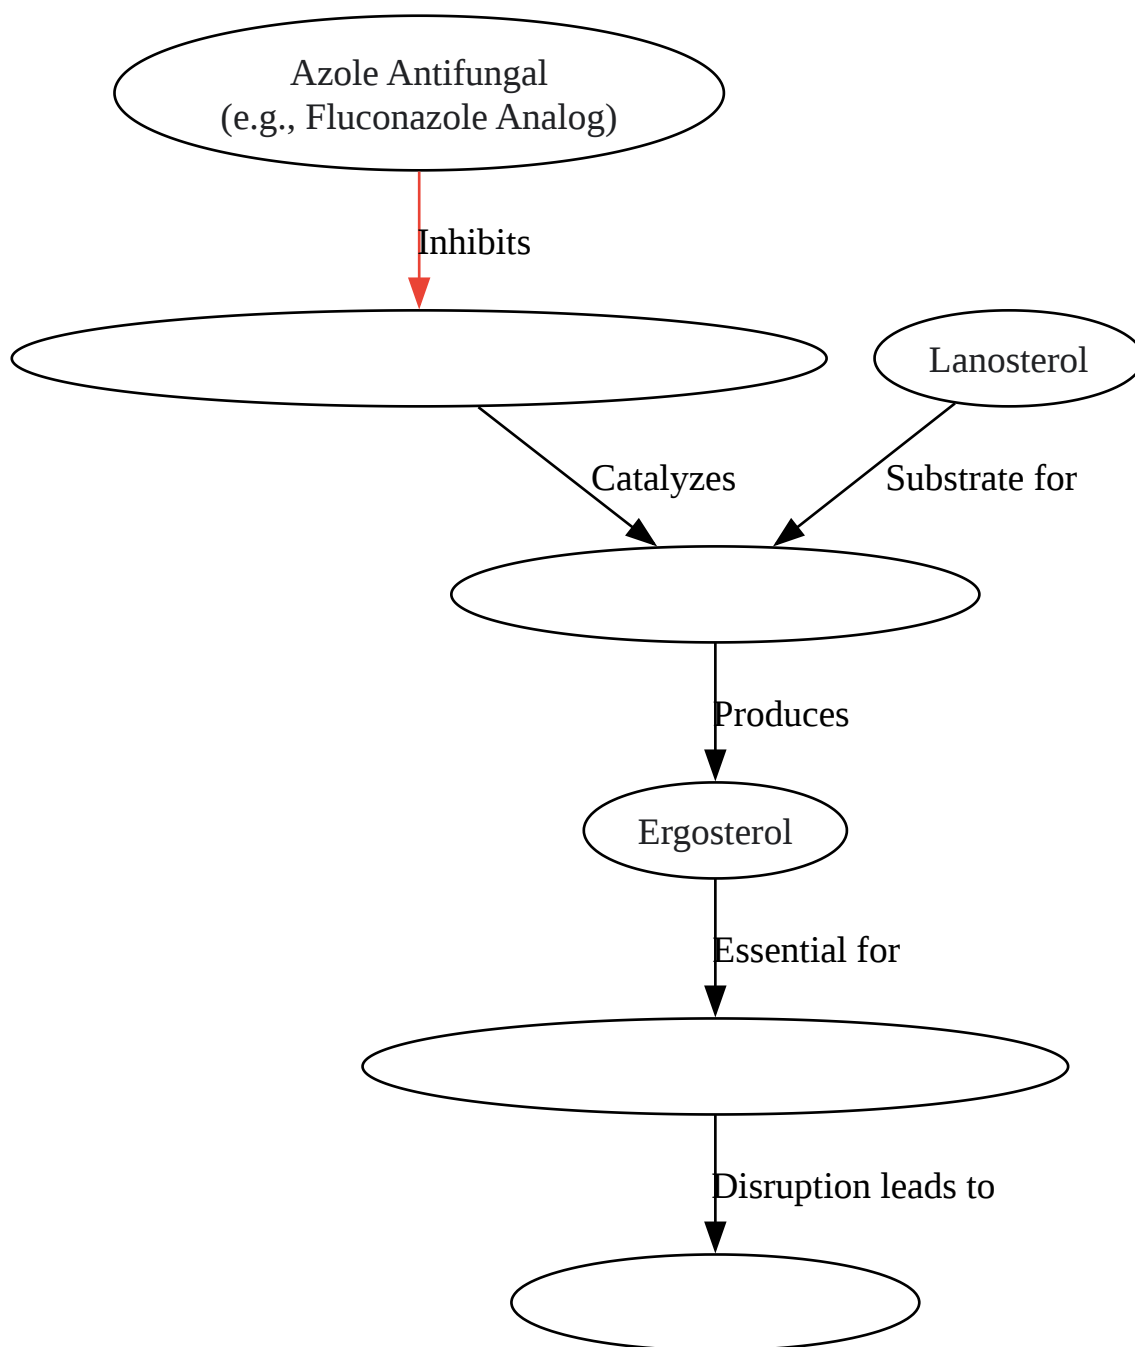 Azole Antifungal
(e.g., Fluconazole Analog)
Inhibits
Lanosterol
Catalyzes
Substrate for
Produces
Ergosterol
Essential for
Disruption leads to